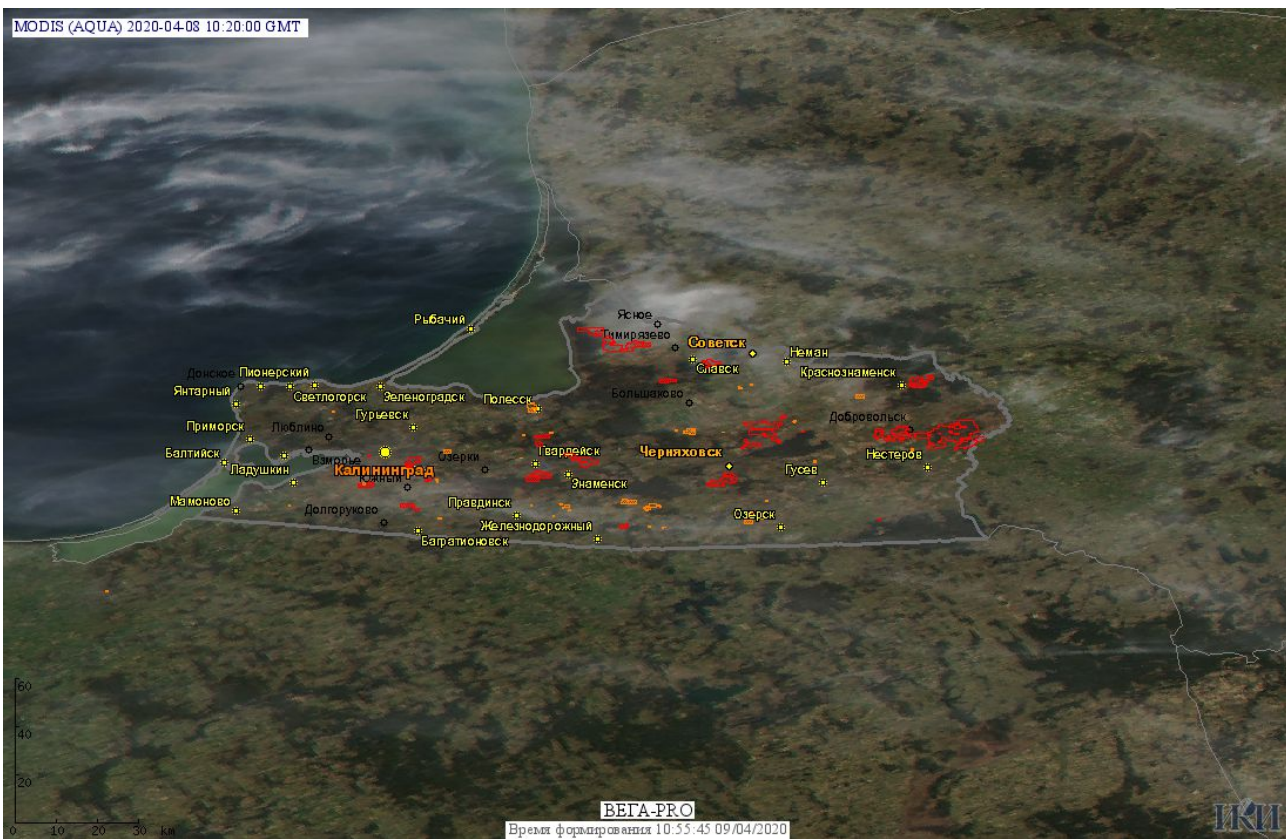 MODIS (AQUA) 2020-04-08 10:20:00 GMT
Рыбачий
Ясное
Тимирязево
Советск
Славск
Неман
Краснознаменск
Донское
Пионерский
Янтарный
Светлогорск
Зеленоградск
Полесск
Большаково
Гурьевск
Добровольск
Приморск
Люблино
Балтийск
Взморье
Озерки
Гвардейск
Черняховск
Нестеров
Ладушкин
Калининград
Южный
Знаменск
Гусев
Мамоново
Правдинск
Долгоруково
Железнодорожный
Озерск
Багратионовск
60
40
20
0 10 20 30 km
ВЕГА-PRO
Время формирования 10:55:45 09/04/2020
ИКИ